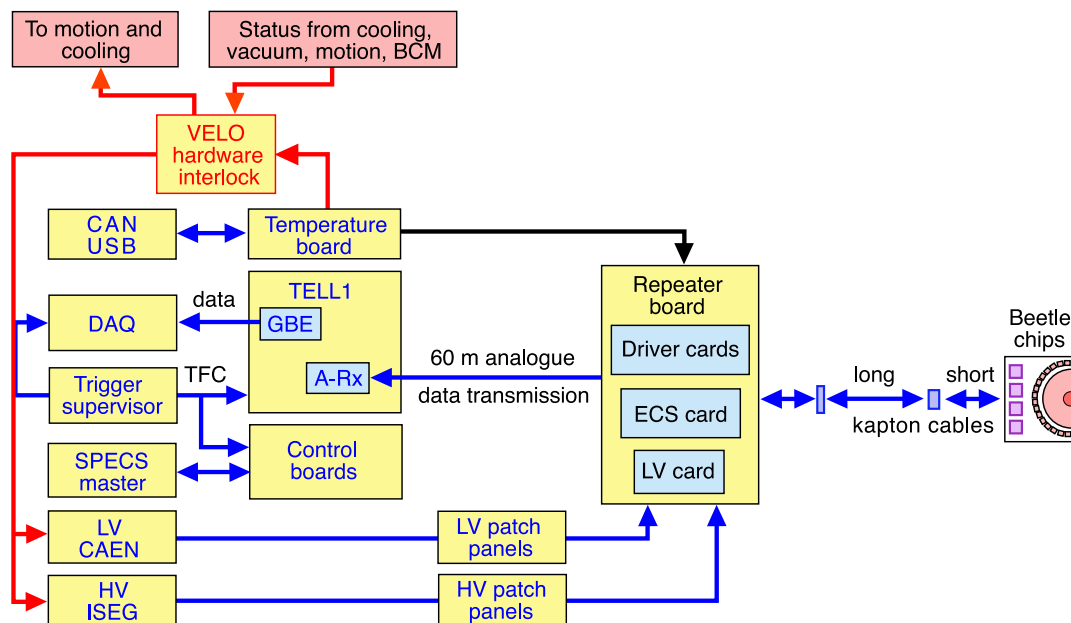 To motion and
cooling
Status from cooling,
vacuum, motion, BCM
VELO
hardware
interlock
CAN
USB
Temperature
board
TELL1
GBE
A-Rx
data
DAQ
Trigger
supervisor
TFC
SPECS
master
Control
boards
LV
CAEN
LV patch
panels
HV
ISEG
HV patch
panels
60 m analogue
data transmission
Repeater
board
Driver cards
ECS card
LV card
long
short
kapton cables
Beetle
chips